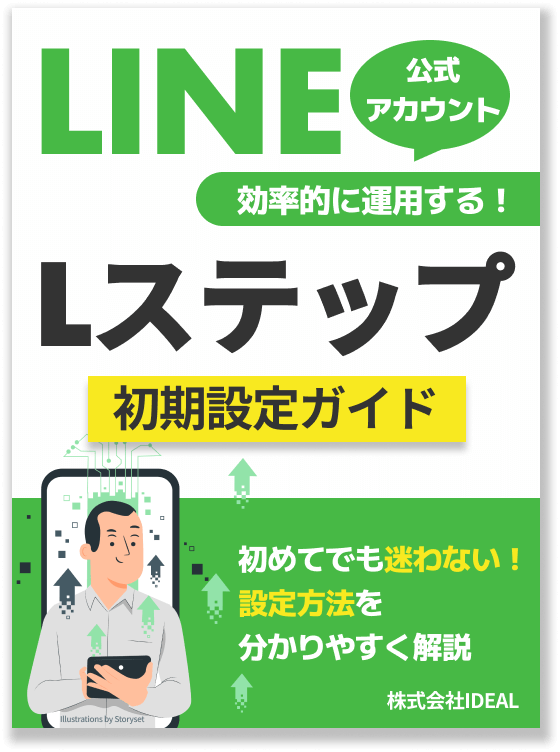 LINE
公式
アカウント
効率的に運用する！
Lステップ
初期設定ガイド
初めてでも迷わない！
設定方法を
分かりやすく解説
株式会社IDEAL
Illustrations by Storyset